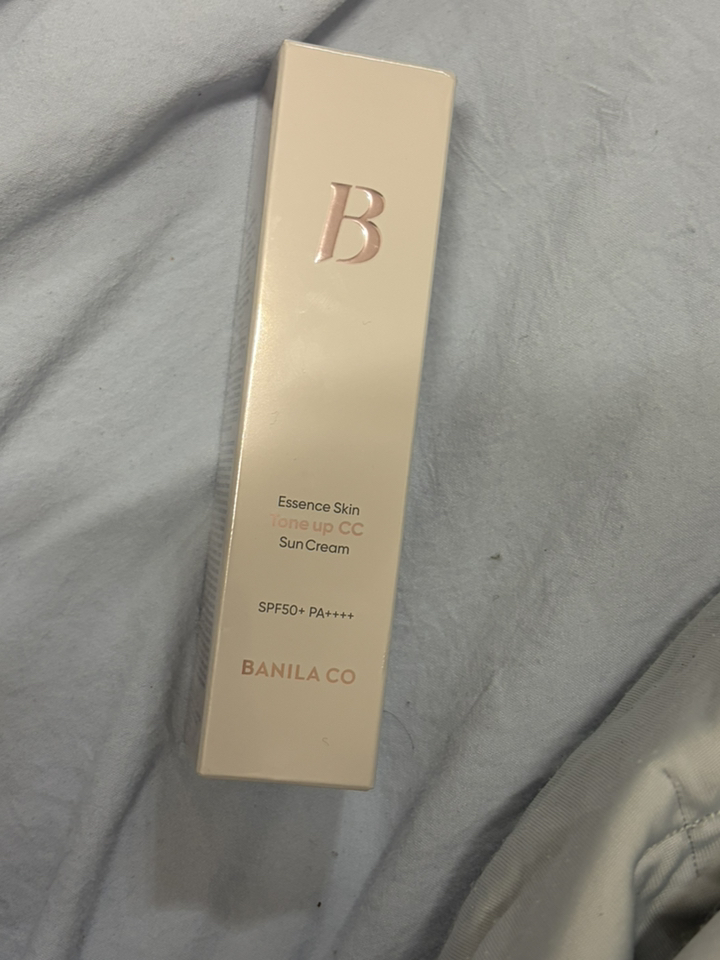 B
Essence Skin
Tone up CC
Sun Cream
SPF50+ PA++++
BANILA CO